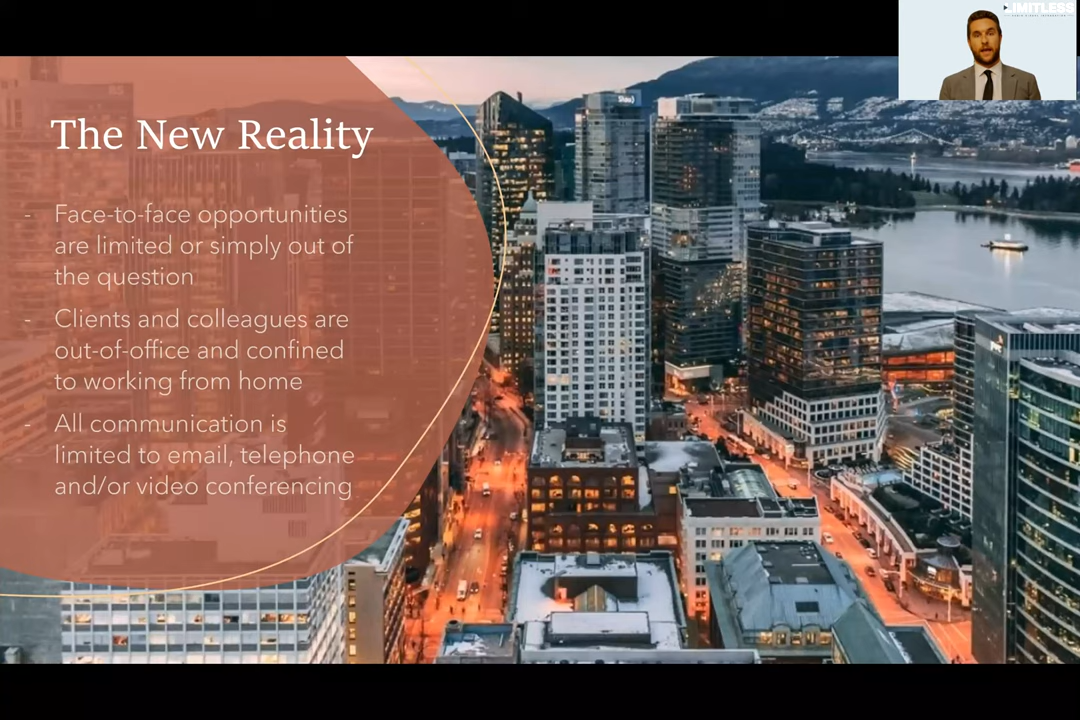 LIMITLESS
The New Reality
- Face-to-face opportunities
are limited or simply out of
the question
- Clients and colleagues are
out-of-office and confined
to working from home
- All communication is
limited to email, telephone
and/or video conferencing